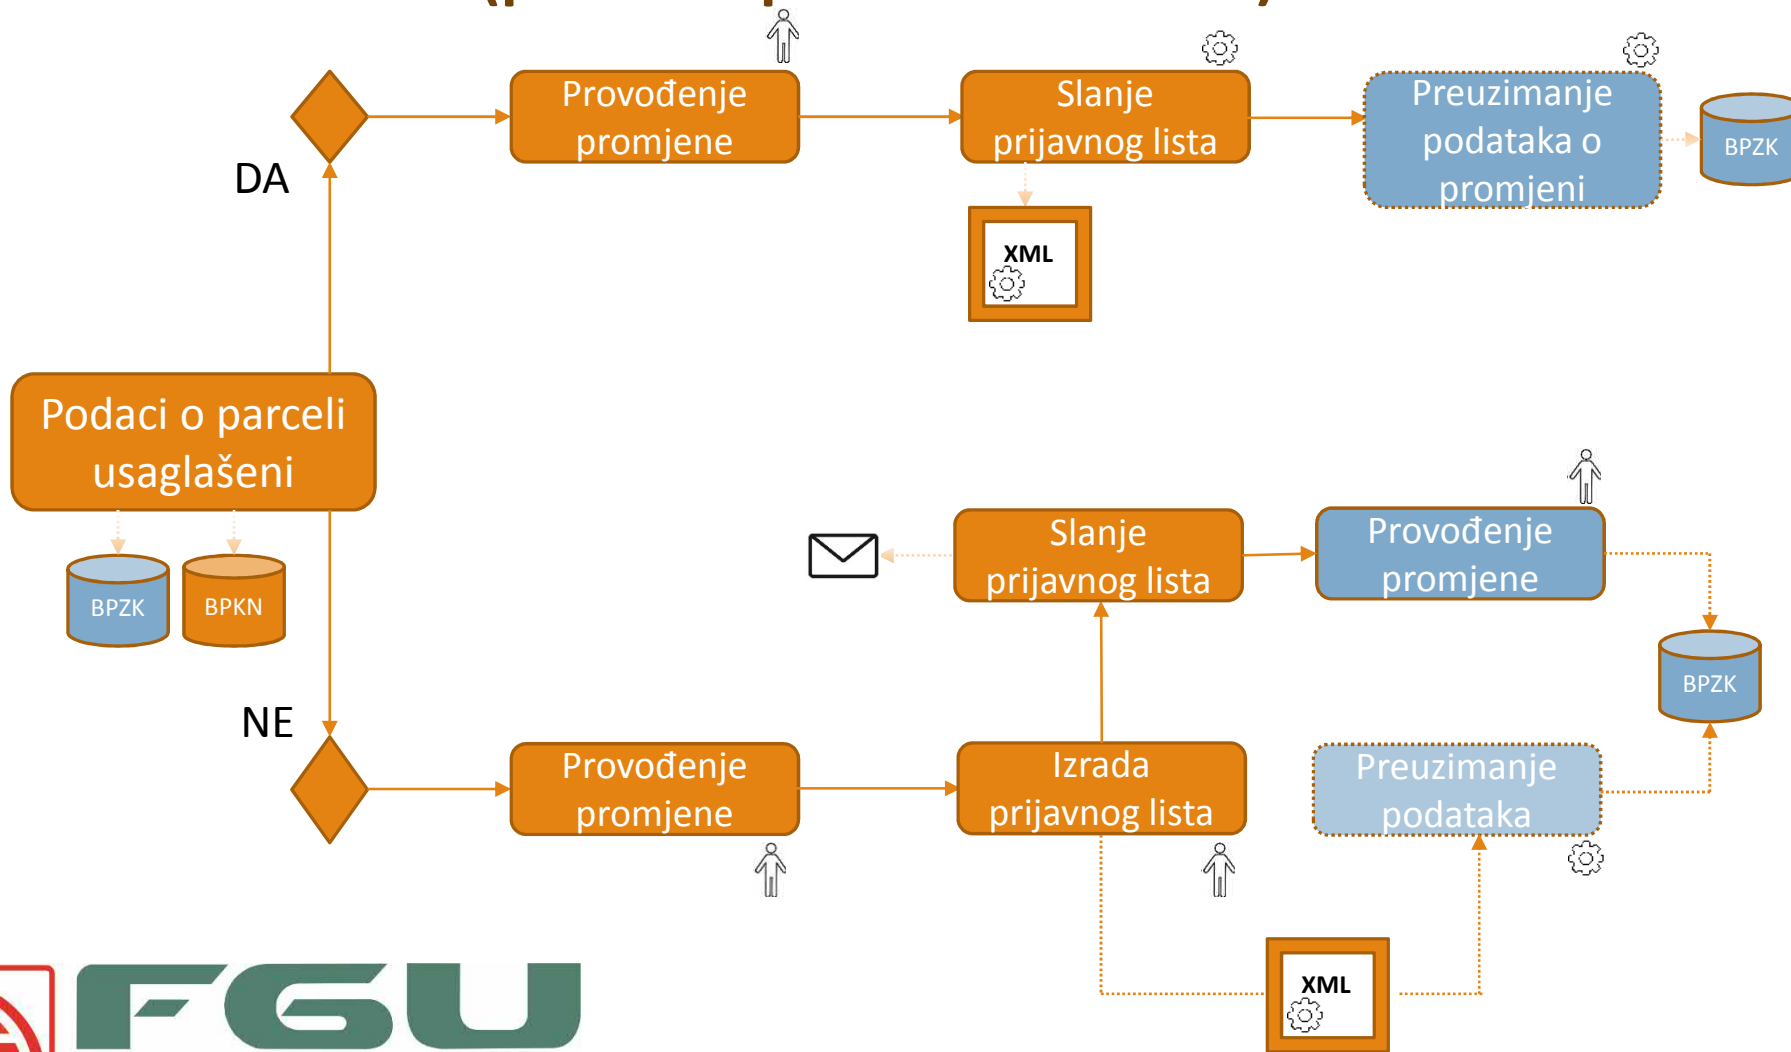 Provođenje
promjene
Slanje
prijavnog lista
Preuzimanje
podataka o
promjeni
BPZK
DA
XML
Podaci o parceli
usaglašeni
BPZK
BPKN
Slanje
prijavnog lista
Provođenje
promjene
BPZK
NE
Provođenje
promjene
Izrada
prijavnog lista
Preuzimanje
podataka
XML
FGU